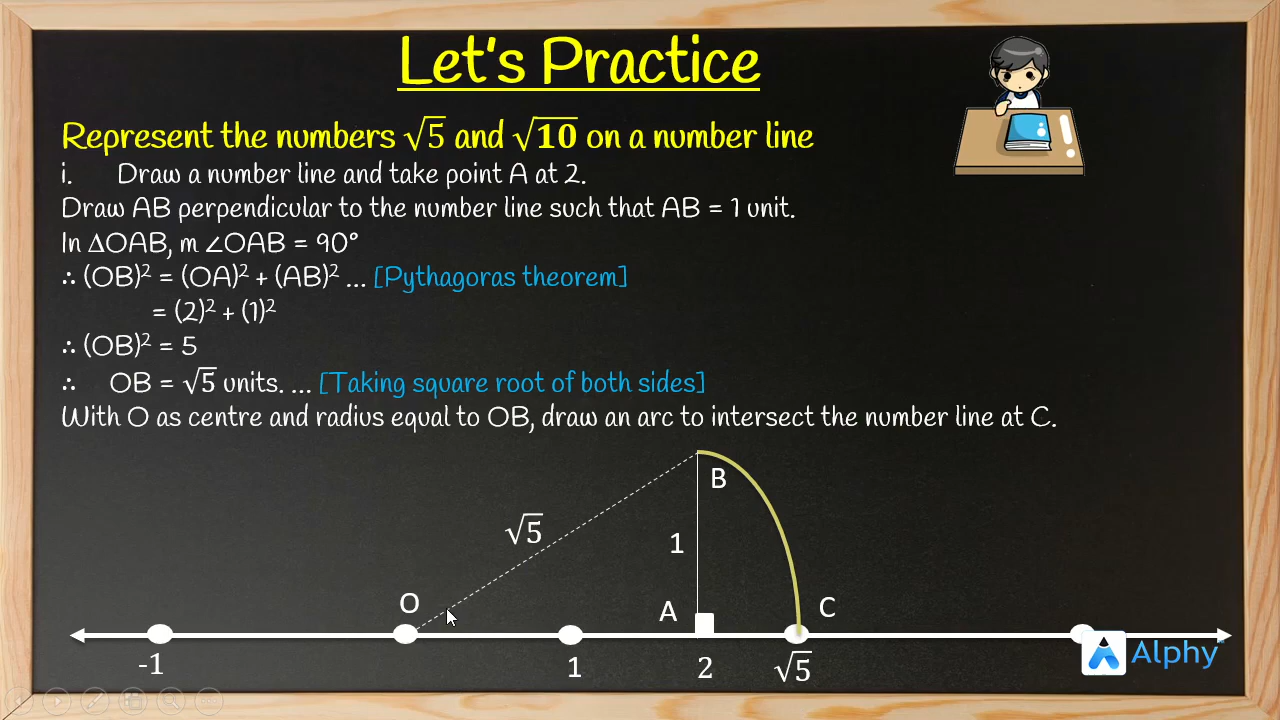 Let's Practice
Represent the numbers √5 and √10 on a number line
i. Draw a number line and take point A at 2.
Draw AB perpendicular to the number line such that AB = 1 unit.
In ∆OAB, m ∠OAB = 90°
∴ (OB)² = (OA)² + (AB)² ... [Pythagoras theorem]
= (2)² + (1)²
∴ (OB)² = 5
∴ OB = √5 units. ... [Taking square root of both sides]
With O as centre and radius equal to OB, draw an arc to intersect the number line at C.
B
√5
1
O A C
-1 1 2 √5
Alphy